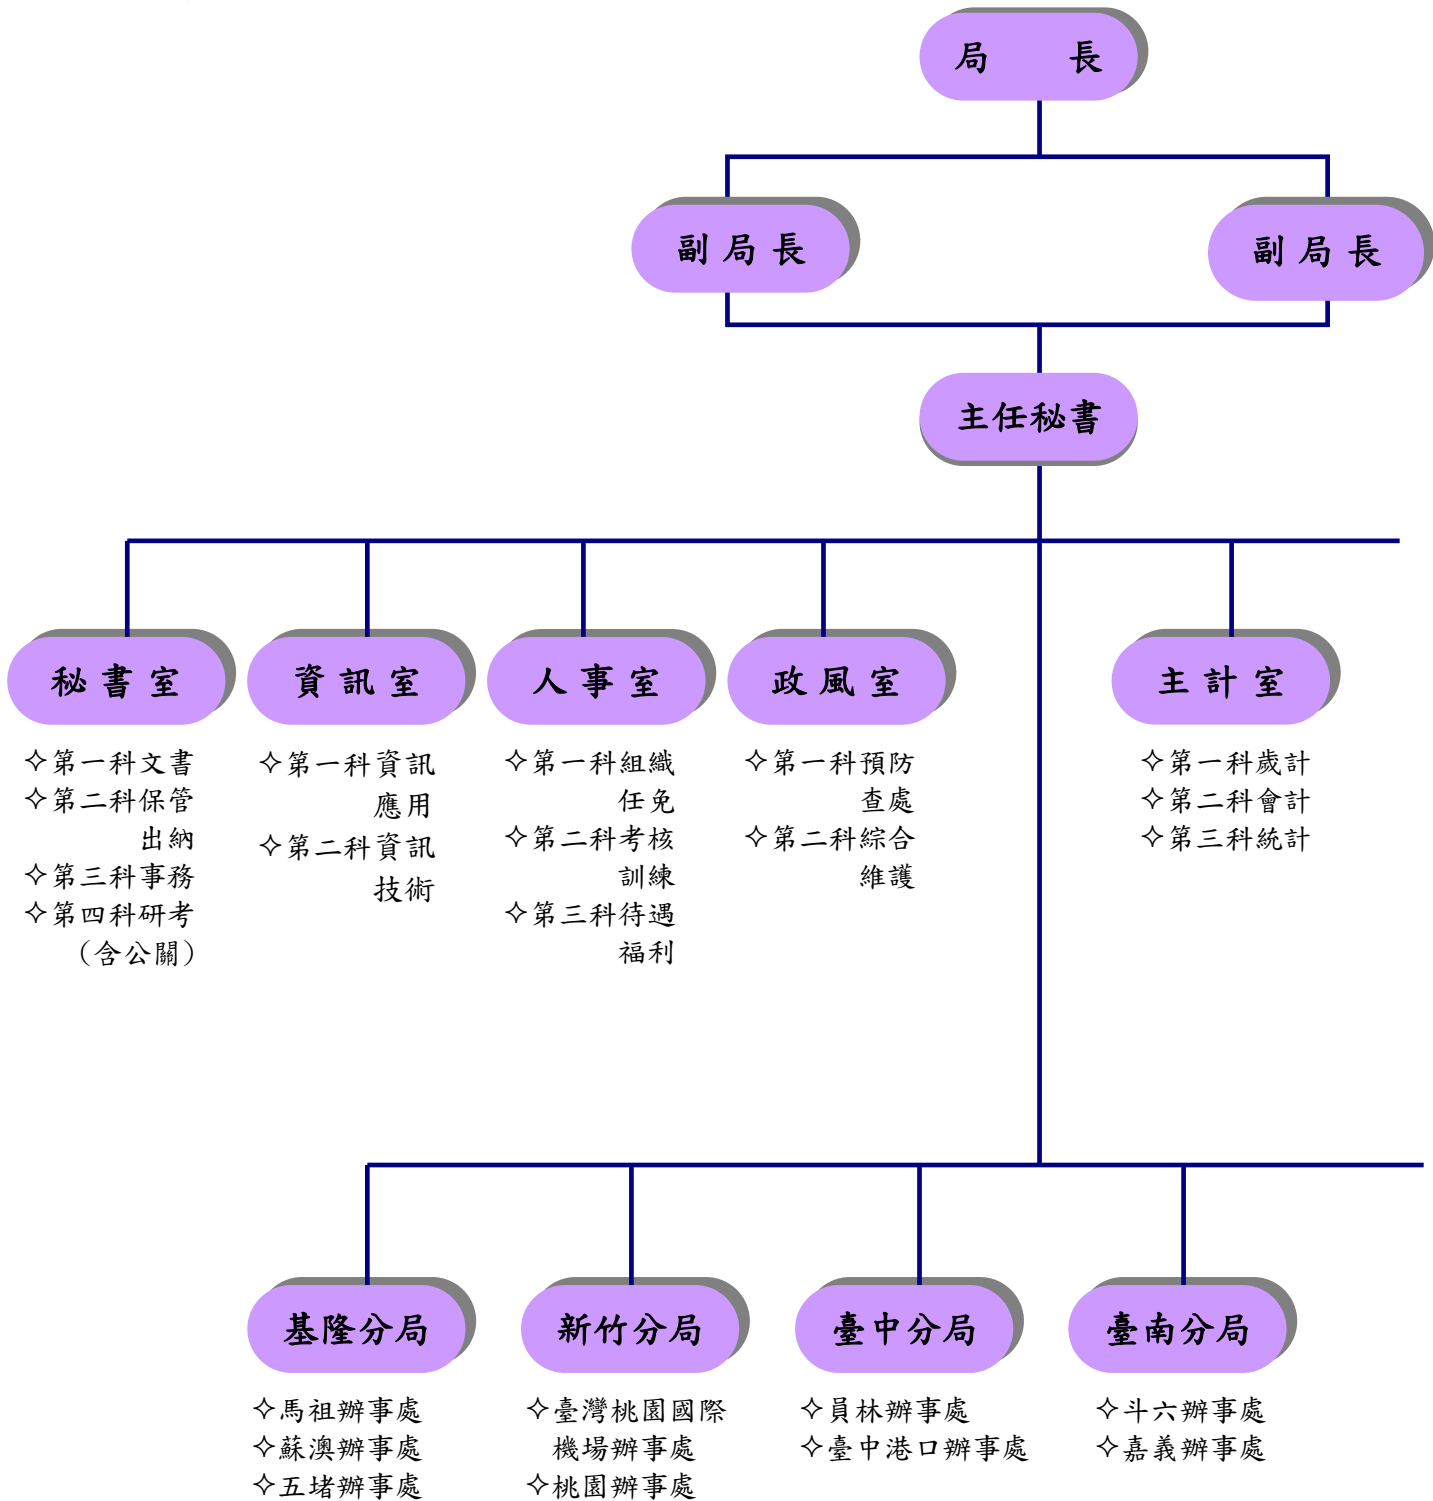 局 長
副局長
副局長
主任秘書
秘書室
✧第一科文書
✧第二科保管
出納
✧第三科事務
✧第四科研考
(含公關)
資訊室
✧第一科資訊
應用
✧第二科資訊
技術
人事室
✧第一科組織
任免
✧第二科考核
訓練
✧第三科待遇
福利
政風室
✧第一科預防
查處
✧第二科綜合
維護
主計室
✧第一科歲計
✧第二科會計
✧第三科統計
基隆分局
✧馬祖辦事處
✧蘇澳辦事處
✧五堵辦事處
新竹分局
✧臺灣桃園國際
機場辦事處
✧桃園辦事處
臺中分局
✧員林辦事處
✧臺中港口辦事處
臺南分局
✧斗六辦事處
✧嘉義辦事處